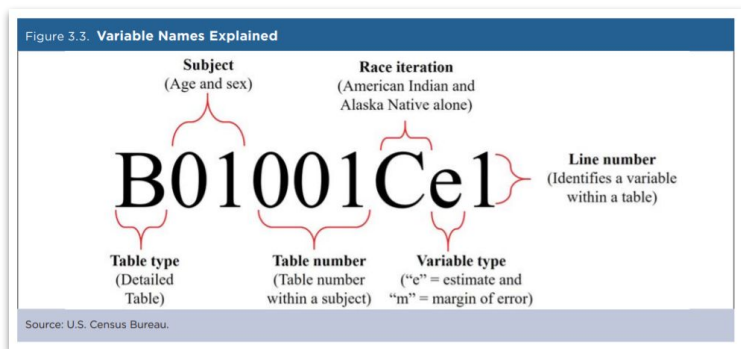 Figure 3.3. Variable Names Explained
Subject
(Age and sex)
Race iteration
(American Indian and
Alaska Native alone)
B01001Ce1
Line number
(Identifies a variable
within a table)
Table type
(Detailed
Table)
Table number
(Table number
within a subject)
Variable type
(“e” = estimate and
“m” = margin of error)
Source: U.S. Census Bureau.